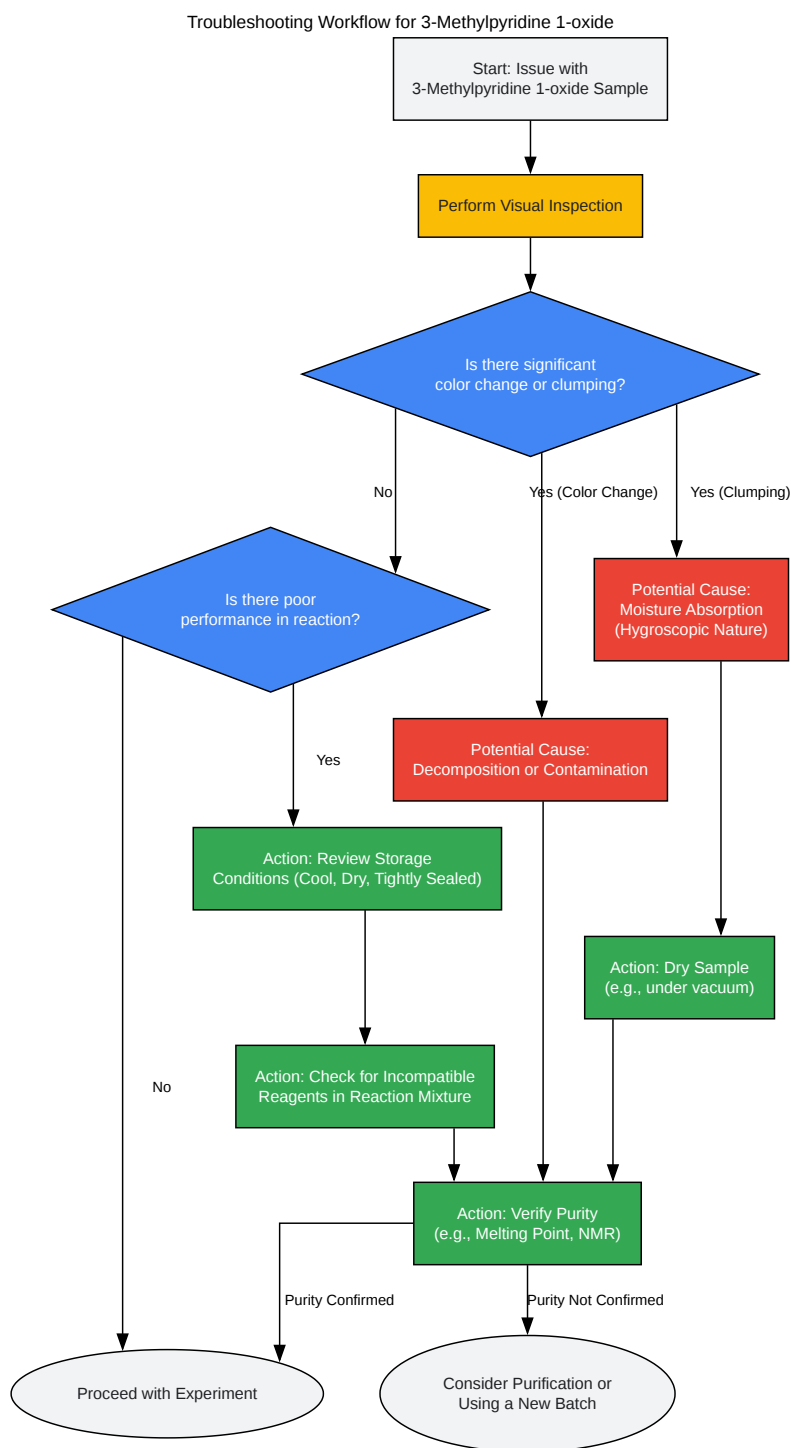 Troubleshooting Workflow for 3-Methylpyridine 1-oxide
Start: Issue with
3-Methylpyridine 1-oxide Sample
Perform Visual Inspection
Is there significant
color change or clumping?
No
Yes (Color Change)
Yes (Clumping)
Is there poor
performance in reaction?
Potential Cause:
Moisture Absorption
(Hygroscopic Nature)
Yes
Potential Cause:
Decomposition or Contamination
Action: Review Storage
Conditions (Cool, Dry, Tightly Sealed)
Action: Dry Sample
(e.g., under vacuum)
Action: Check for Incompatible
Reagents in Reaction Mixture
No
Action: Verify Purity
(e.g., Melting Point, NMR)
Purity Confirmed
Purity Not Confirmed
Proceed with Experiment
Consider Purification or
Using a New Batch